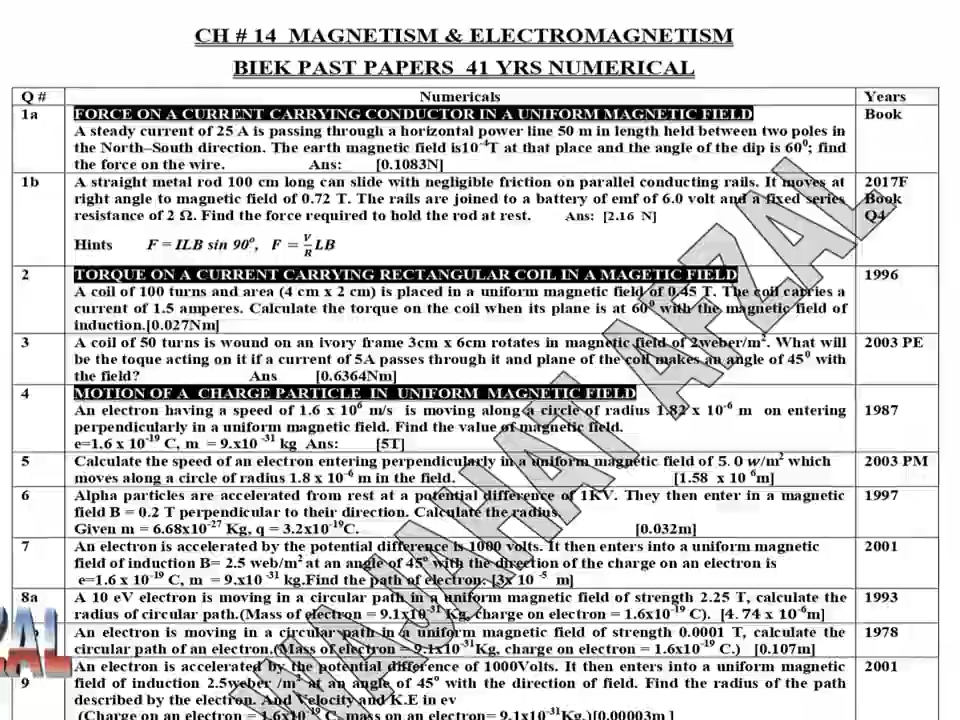 CH # 14 MAGNETISM & ELECTROMAGNETISM
BIEK PAST PAPERS 41 YRS NUMERICAL
Q # Numericals Years
1a FORCE ON A CURRENT CARRYING CONDUCTOR IN A UNIFORM MAGNETIC FIELD Book
A steady current of 25 A is passing through a horizontal power line 50 m in length held between two poles in
the North–South direction. The earth magnetic field is10⁻⁴T at that place and the angle of the dip is 60⁰; find
the force on the wire. Ans: [0.1083N]
1b A straight metal rod 100 cm long can slide with negligible friction on parallel conducting rails. It moves at 2017F
right angle to magnetic field of 0.72 T. The rails are joined to a battery of emf of 6.0 volt and a fixed series Book
resistance of 2 Ω. Find the force required to hold the rod at rest. Ans: [2.16 N] Q4
Hints F = ILB sin 90°, F = V/R LB
2 TORQUE ON A CURRENT CARRYING RECTANGULAR COIL IN A MAGETIC FIELD 1996
A coil of 100 turns and area (4 cm x 2 cm) is placed in a uniform magnetic field of 0.45 T. The coil carries a
current of 1.5 amperes. Calculate the torque on the coil when its plane is at 60⁰ with the magnetic field of
induction.[0.027Nm]
3 A coil of 50 turns is wound on an ivory frame 3cm x 6cm rotates in magnetic field of 2weber/m². What will 2003 PE
be the toque acting on it if a current of 5A passes through it and plane of the coil makes an angle of 45⁰ with
the field? Ans [0.6364Nm]
4 MOTION OF A CHARGE PARTICLE IN UNIFORM MAGNETIC FIELD
An electron having a speed of 1.6 x 10⁶ m/s is moving along a circle of radius 1.82 x 10⁻⁶ m on entering 1987
perpendicularly in a uniform magnetic field. Find the value of magnetic field.
e=1.6 x 10⁻¹⁹ C, m = 9.x10 ⁻³¹ kg Ans: [5T]
5 Calculate the speed of an electron entering perpendicularly in a uniform magnetic field of 5. 0 w/m² which 2003 PM
moves along a circle of radius 1.8 x 10⁻⁶ m in the field. [1.58 x 10 ⁶m]
6 Alpha particles are accelerated from rest at a potential difference of 1KV. They then enter in a magnetic 1997
field B = 0.2 T perpendicular to their direction. Calculate the radius.
Given m = 6.68x10⁻²⁷ Kg, q = 3.2x10⁻¹⁹C. [0.032m]
7 An electron is accelerated by the potential difference is 1000 volts. It then enters into a uniform magnetic 2001
field of induction B= 2.5 web/m² at an angle of 45° with the direction of the charge on an electron is
e=1.6 x 10⁻¹⁹ C, m = 9.x10 ⁻³¹ kg.Find the path of electron. [3x 10 ⁻⁵ m]
8a A 10 eV electron is moving in a circular path in a uniform magnetic field of strength 2.25 T, calculate the 1993
radius of circular path.(Mass of electron = 9.1x10⁻³¹ Kg, charge on electron = 1.6x10⁻¹⁹ C). [4.74 x 10⁻⁶m]
An electron is moving in a circular path in a uniform magnetic field of strength 0.0001 T, calculate the 1978
circular path of an electron.(Mass of electron = 9.1x10⁻³¹Kg, charge on electron = 1.6x10⁻¹⁹ C.) [0.107m]
An electron is accelerated by the potential difference of 1000Volts. It then enters into a uniform magnetic 2001
9 field of induction 2.5weber /m² at an angle of 45° with the direction of field. Find the radius of the path
described by the electron. And Velocity and K.E in ev
(Charge on an electron = 1.6x10⁻¹⁹ C, mass on electron= 9.1x10⁻³¹Kg.)[0.00003m ]
WAJAHAT AFZAL